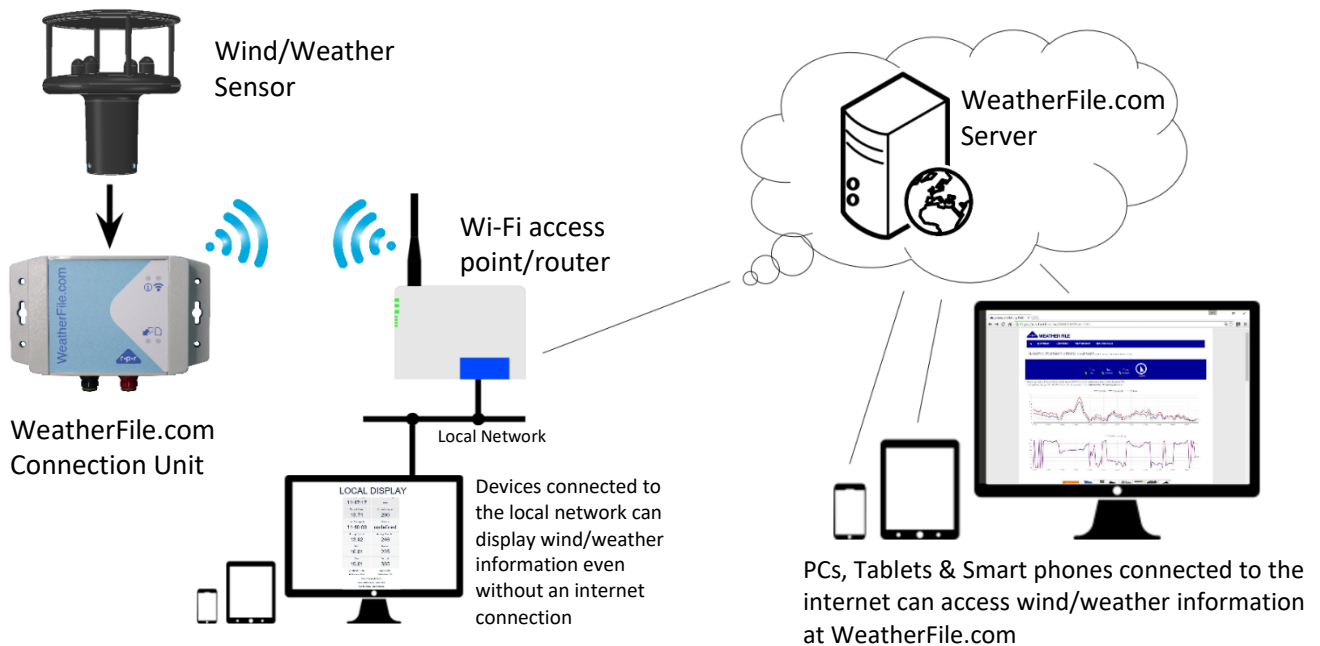 Wind/Weather
Sensor
WeatherFile.com
Server
Wi-Fi access
point/router
WeatherFile.com
WeatherFile.com
Connection Unit
Local Network
LOCAL DISPLAY
Devices connected to
the local network can
display wind/weather
information even
without an internet
connection
WEATHER FILE
PCs, Tablets & Smart phones connected to the
internet can access wind/weather information
at WeatherFile.com